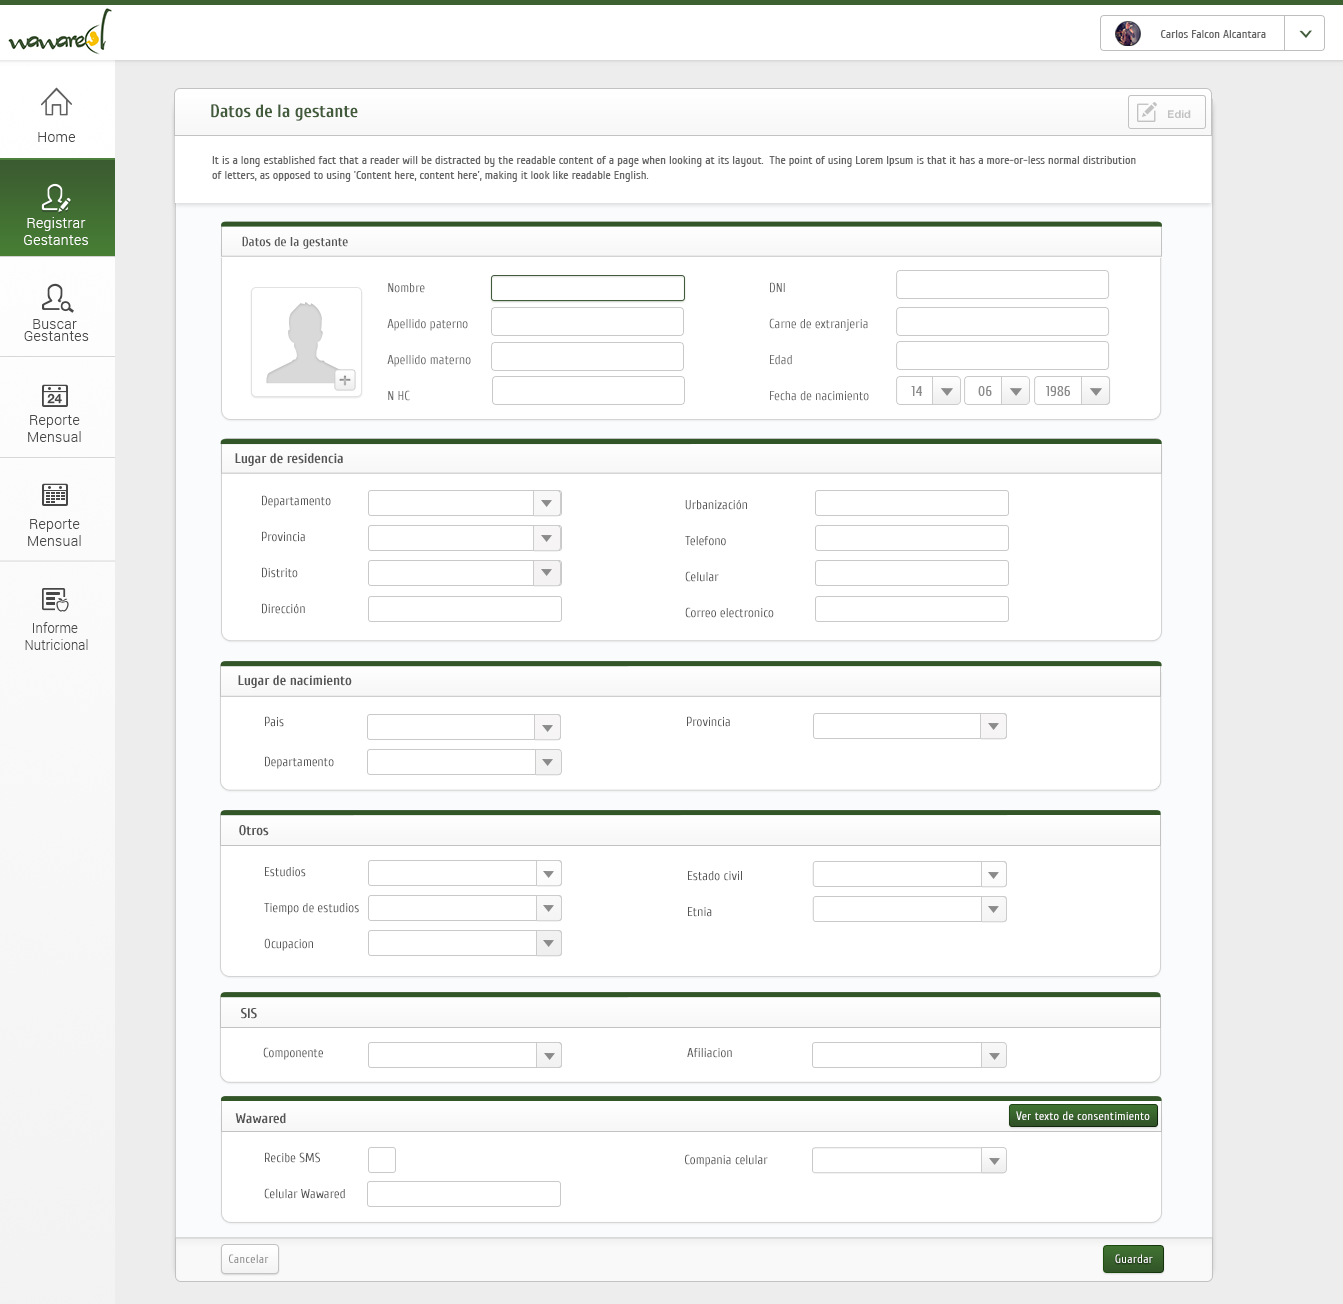 wawared
Carlos Falcon Alcantara
Home
Registrar
Gestantes
Buscar
Gestantes
24
Reporte
Mensual
Reporte
Mensual
Informe
Nutricional
Datos de la gestante
Edid
It is a long established fact that a reader will be distracted by the readable content of a page when looking at its layout. The point of using Lorem Ipsum is that it has a more-or-less normal distribution
of letters, as opposed to using 'Content here, content here', making it look like readable English.
Datos de la gestante
Nombre
Apellido paterno
Apellido materno
N HC
DNI
Carne de extranjeria
Edad
Fecha de nacimiento 14 06 1986
Lugar de residencia
Departamento
Provincia
Distrito
Dirección
Urbanización
Telefono
Celular
Correo electronico
Lugar de nacimiento
Pais
Departamento
Provincia
Otros
Estudios
Tiempo de estudios
Ocupacion
Estado civil
Etnia
SIS
Componente
Afiliacion
Wawared
Ver texto de consentimiento
Recibe SMS
Celular Wawared
Compania celular
Cancelar
Guardar